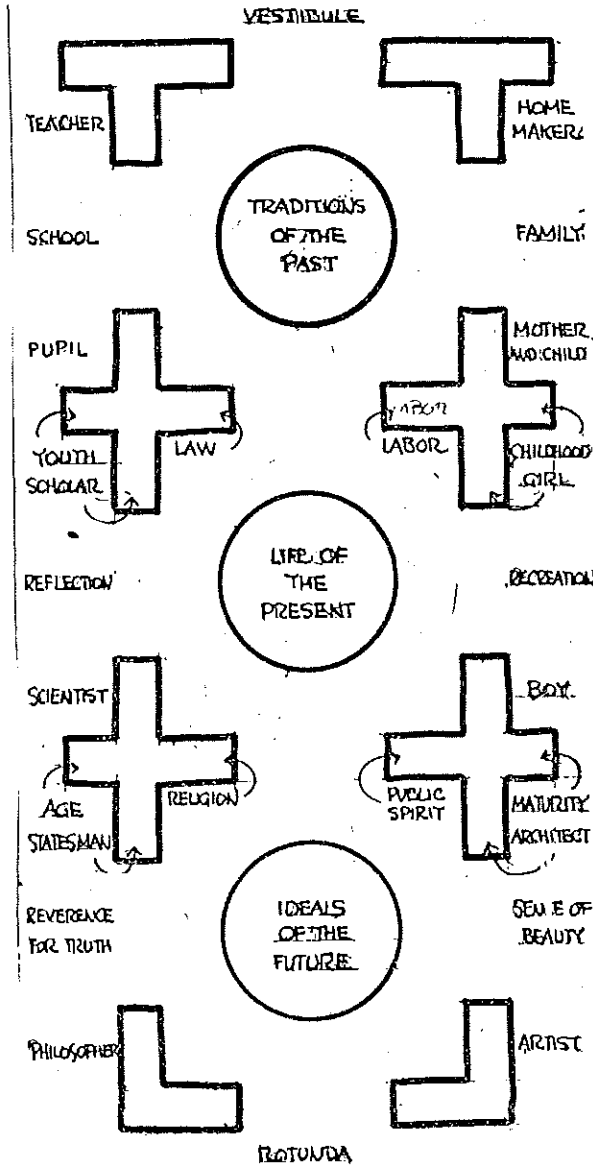 VESTIBULE
TEACHER
HOME
MAKER
TRADITIONS
OF THE
PAST
SCHOOL
FAMILY
PUPIL
MOTHER
AND CHILD
LABOR
YOUTH
LAW
LABOR
CHILDHOOD
SCHOLAR
GIRL
LIFE OF
THE
PRESENT
REFLECTION
RECREATION
SCIENTIST
BOY
AGE
RELIGION
PUBLIC
SPIRIT
MATURITY
STATESMAN
ARCHITECT
IDEALS
OF THE
FUTURE
REVERENCE
FOR TRUTH
SENSE OF
BEAUTY
PHILOSOPHER
ARTIST
ROTUNDA